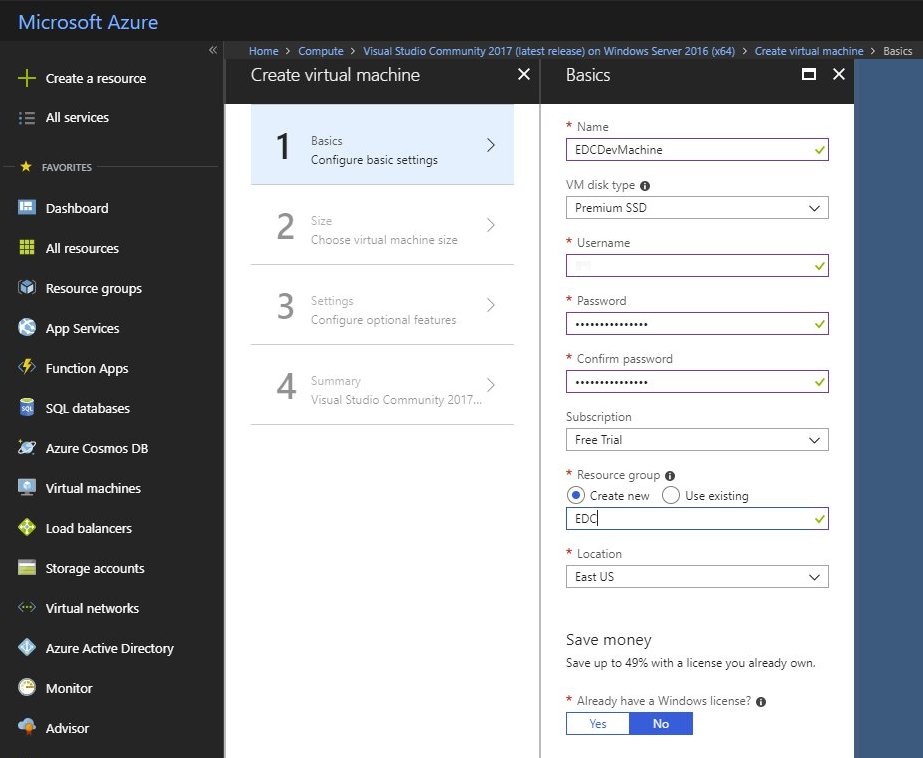 Microsoft Azure
Home > Compute > Visual Studio Community 2017 (latest release) on Windows Server 2016 (x64) > Create virtual machine > Basics
Create a resource
All services
FAVORITES
Dashboard
All resources
Resource groups
App Services
Function Apps
SQL databases
Azure Cosmos DB
Virtual machines
Load balancers
Storage accounts
Virtual networks
Azure Active Directory
Monitor
Advisor
Create virtual machine
1
Basics
Configure basic settings
2
Size
Choose virtual machine size
3
Settings
Configure optional features
4
Summary
Visual Studio Community 2017...
Basics
* Name
EDCDevMachine
VM disk type
Premium SSD
* Username
* Password
•••••••••••••••
* Confirm password
•••••••••••••••
Subscription
Free Trial
* Resource group
Create new Use existing
EDC
* Location
East US
Save money
Save up to 49% with a license you already own.
* Already have a Windows license?
Yes No